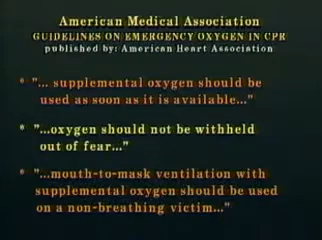 American Medical Association
GUIDELINES ON EMERGENCY OXYGEN IN CPR
published by: American Heart Association
* "... supplemental oxygen should be
used as soon as it is available..."
* "...oxygen should not be withheld
out of fear..."
* "...mouth-to-mask ventilation with
supplemental oxygen should be used
on a non-breathing victim..."